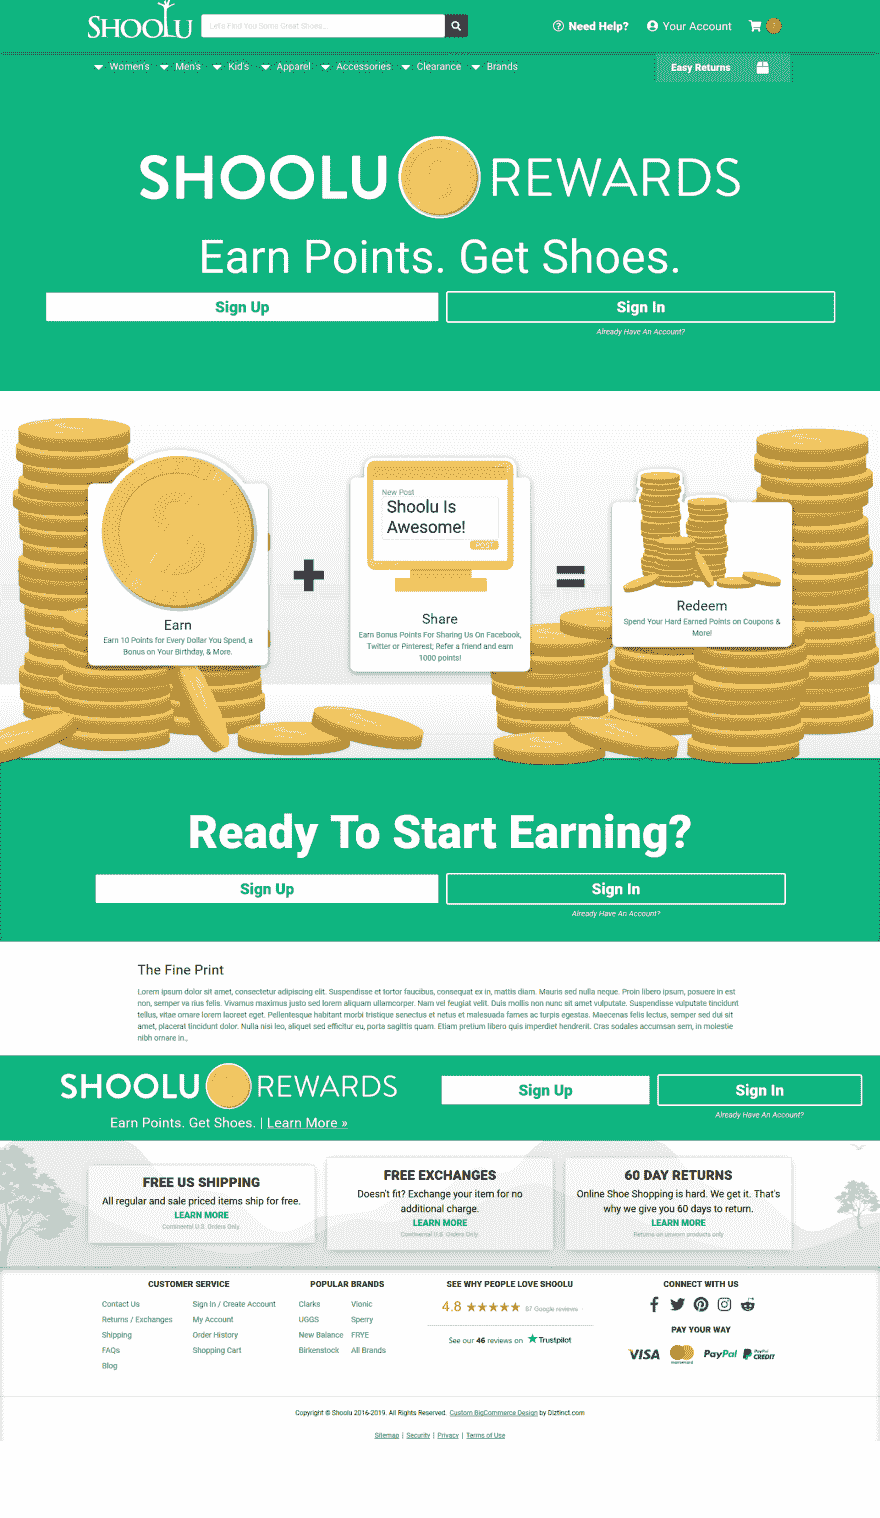 SHOOLU
Let's Find You Some Great Shoes...
Need Help?
Your Account
Women's
Men's
Kid's
Apparel
Accessories
Clearance
Brands
Easy Returns
SHOOLU REWARDS
Earn Points. Get Shoes.
Sign Up
Sign In
Already Have An Account?
New Post
Shoolu Is
Awesome!
Earn
Earn 10 Points for Every Dollar You Spend, a
Bonus on Your Birthday, & More.
Share
Earn Bonus Points For Sharing Us On Facebook,
Twitter or Pinterest; Refer a friend and earn
1000 points!
Redeem
Spend Your Hard Earned Points on Coupons &
More!
Ready To Start Earning?
Sign Up
Sign In
Already Have An Account?
The Fine Print
Lorem ipsum dolor sit amet, consectetur adipiscing elit. Suspendisse et tortor faucibus, consequat ex in, mattis diam. Mauris sed nulla neque. Proin libero ipsum, posuere in est
non, semper va rius felis. Vivamus maximus justo sed lorem aliquam ullamcorper. Nam vel feugiat velit. Duis mollis non nunc sit amet vulputate. Suspendisse vulputate tincidunt
tellus, vitae ornare lorem laoreet eget. Pellentesque habitant morbi tristique senectus et netus et malesuada fames ac turpis egestas. Maecenas felis lectus, semper sed dui sit
amet, placerat tincidunt dolor. Nulla nisi leo, aliquet sed efficitur eu, porta sagittis quam. Etiam pretium libero quis imperdiet hendrerit. Cras sodales accumsan sem, in molestie
nibh ornare in.,
SHOOLU REWARDS
Earn Points. Get Shoes. | Learn More »
Sign Up
Sign In
Already Have An Account?
FREE US SHIPPING
All regular and sale priced items ship for free.
LEARN MORE
Continental U.S. Orders Only
FREE EXCHANGES
Doesn't fit? Exchange your item for no
additional charge.
LEARN MORE
Continental U.S. Orders Only
60 DAY RETURNS
Online Shoe Shopping is hard. We get it. That's
why we give you 60 days to return.
LEARN MORE
Returns on unworn products only
CUSTOMER SERVICE
Contact Us
Returns / Exchanges
Shipping
FAQs
Blog
Sign In / Create Account
My Account
Order History
Shopping Cart
POPULAR BRANDS
Clarks
UGGS
New Balance
Birkenstock
Vionic
Sperry
FRYE
All Brands
SEE WHY PEOPLE LOVE SHOOLU
4.8 ★★★★★ 67 Google reviews
See our 46 reviews on ★ Trustpilot
CONNECT WITH US
PAY YOUR WAY
VISA
mastercard
PayPal
PayPal
CREDIT
Copyright © Shoolu 2016-2019. All Rights Reserved. Custom BigCommerce Design by Diztinct.com
Sitemap | Security | Privacy | Terms of Use